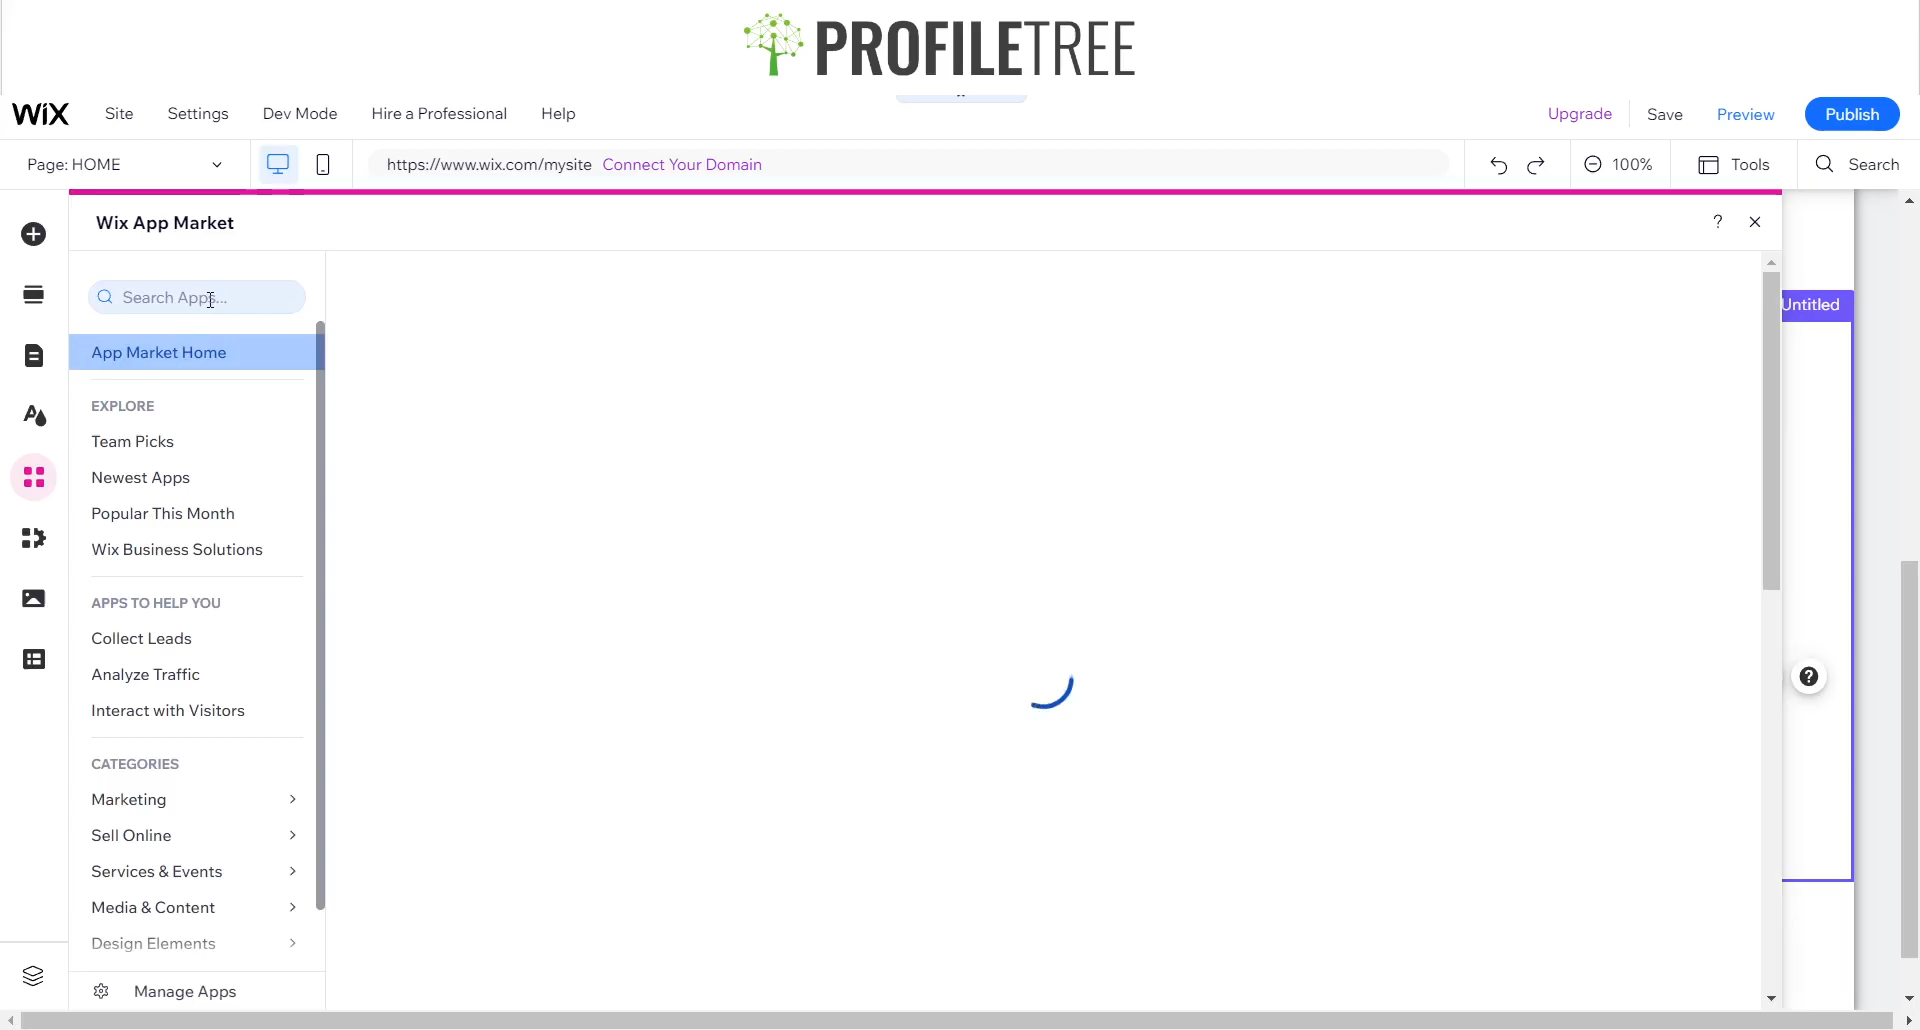 PROFILETREE
WiX Site Settings Dev Mode Hire a Professional Help Upgrade Save Preview Publish
Page: HOME https://www.wix.com/mysite Connect Your Domain 100% Tools Search
Wix App Market ?
Search Apps...
Untitled
App Market Home
EXPLORE
Team Picks
Newest Apps
Popular This Month
Wix Business Solutions
APPS TO HELP YOU
Collect Leads
Analyze Traffic
?
Interact with Visitors
CATEGORIES
Marketing
Sell Online
Services & Events
Media & Content
Design Elements
Manage Apps